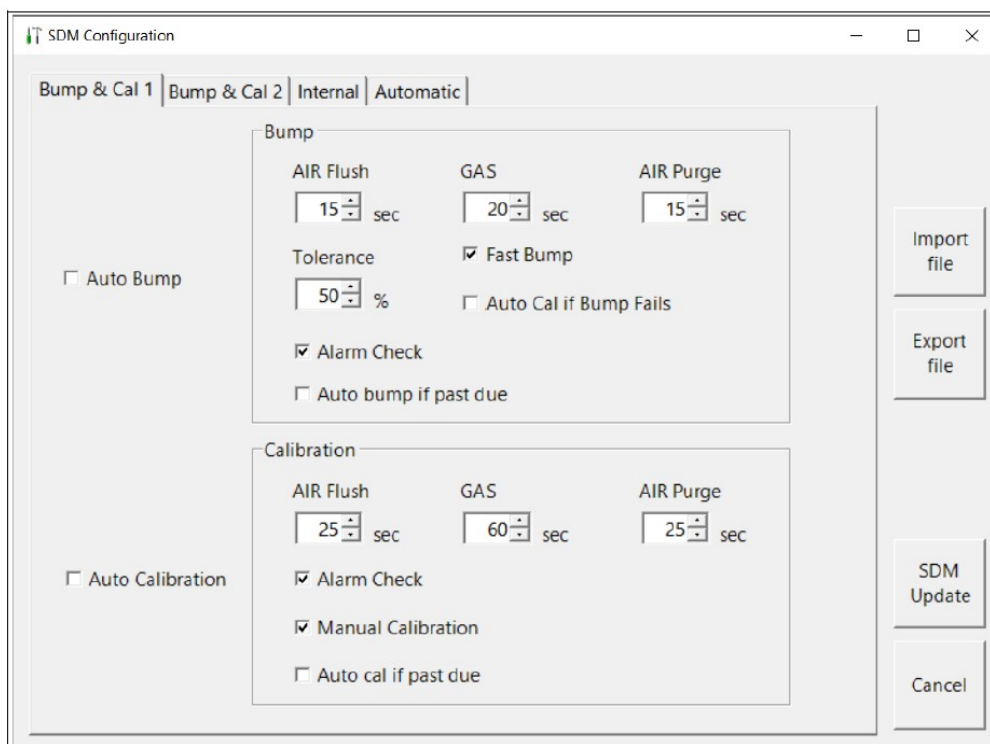 SDM Configuration
Bump & Cal 1 Bump & Cal 2 Internal Automatic
Bump
AIR Flush GAS AIR Purge
15 sec 20 sec 15 sec
Tolerance
Fast Bump
Auto Bump
50 %
Auto Cal if Bump Fails
Alarm Check
Auto bump if past due
Calibration
AIR Flush GAS AIR Purge
25 sec 60 sec 25 sec
Auto Calibration
Alarm Check
Manual Calibration
Auto cal if past due
Import
file
Export
file
SDM
Update
Cancel